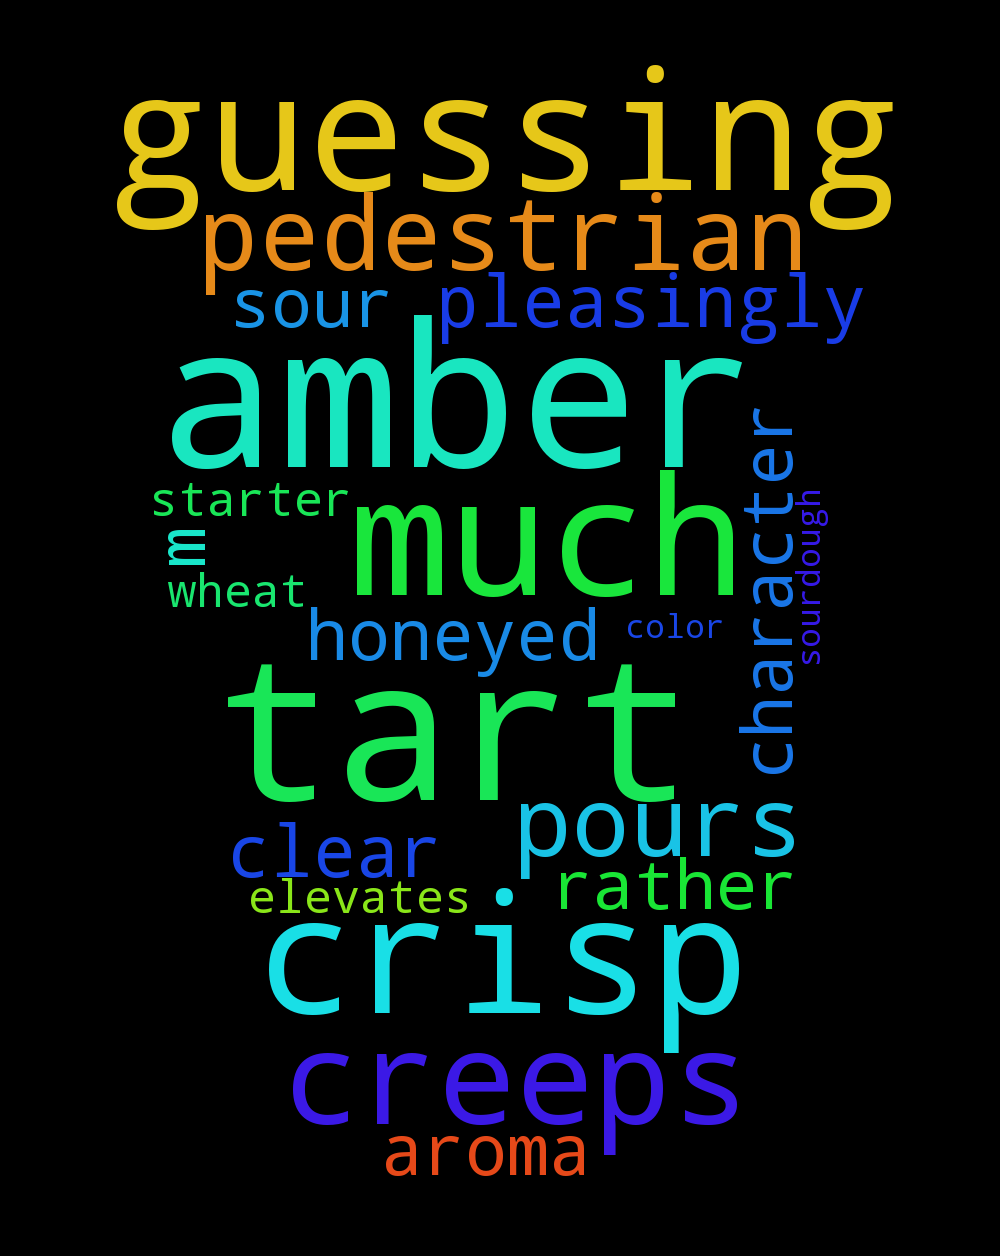 guessing
pedestrian
sour pleasingly
amber
character
starter
much
sourdough
m
wheat
honeyed
color
tart
pours
clear
rather
elevates
crisp
creeps
aroma